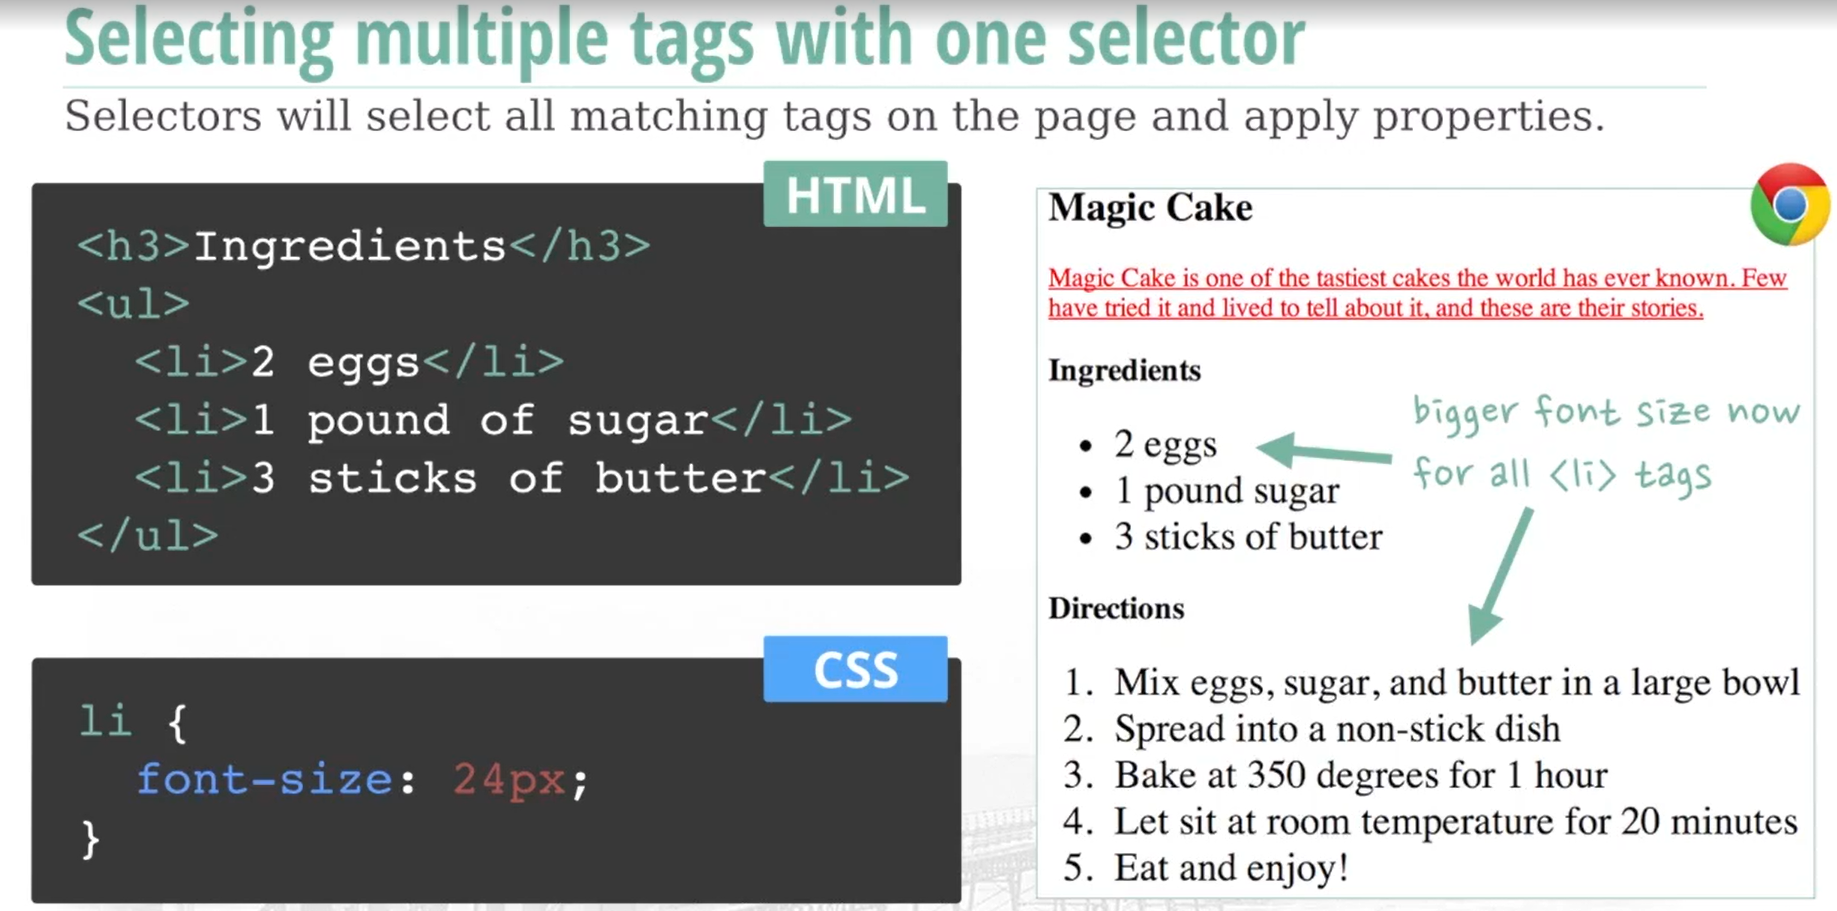 Selecting multiple tags with one selector
Selectors will select all matching tags on the page and apply properties.
HTML
<h3>Ingredients</h3>
<ul>
<li>2 eggs</li>
<li>1 pound of sugar</li>
<li>3 sticks of butter</li>
</ul>
CSS
li {
font-size: 24px;
}
Magic Cake
Magic Cake is one of the tastiest cakes the world has ever known. Few
have tried it and lived to tell about it, and these are their stories.
Ingredients
• 2 eggs
• 1 pound sugar
• 3 sticks of butter
bigger font size now
for all <li> tags
Directions
1. Mix eggs, sugar, and butter in a large bowl
2. Spread into a non-stick dish
3. Bake at 350 degrees for 1 hour
4. Let sit at room temperature for 20 minutes
5. Eat and enjoy!